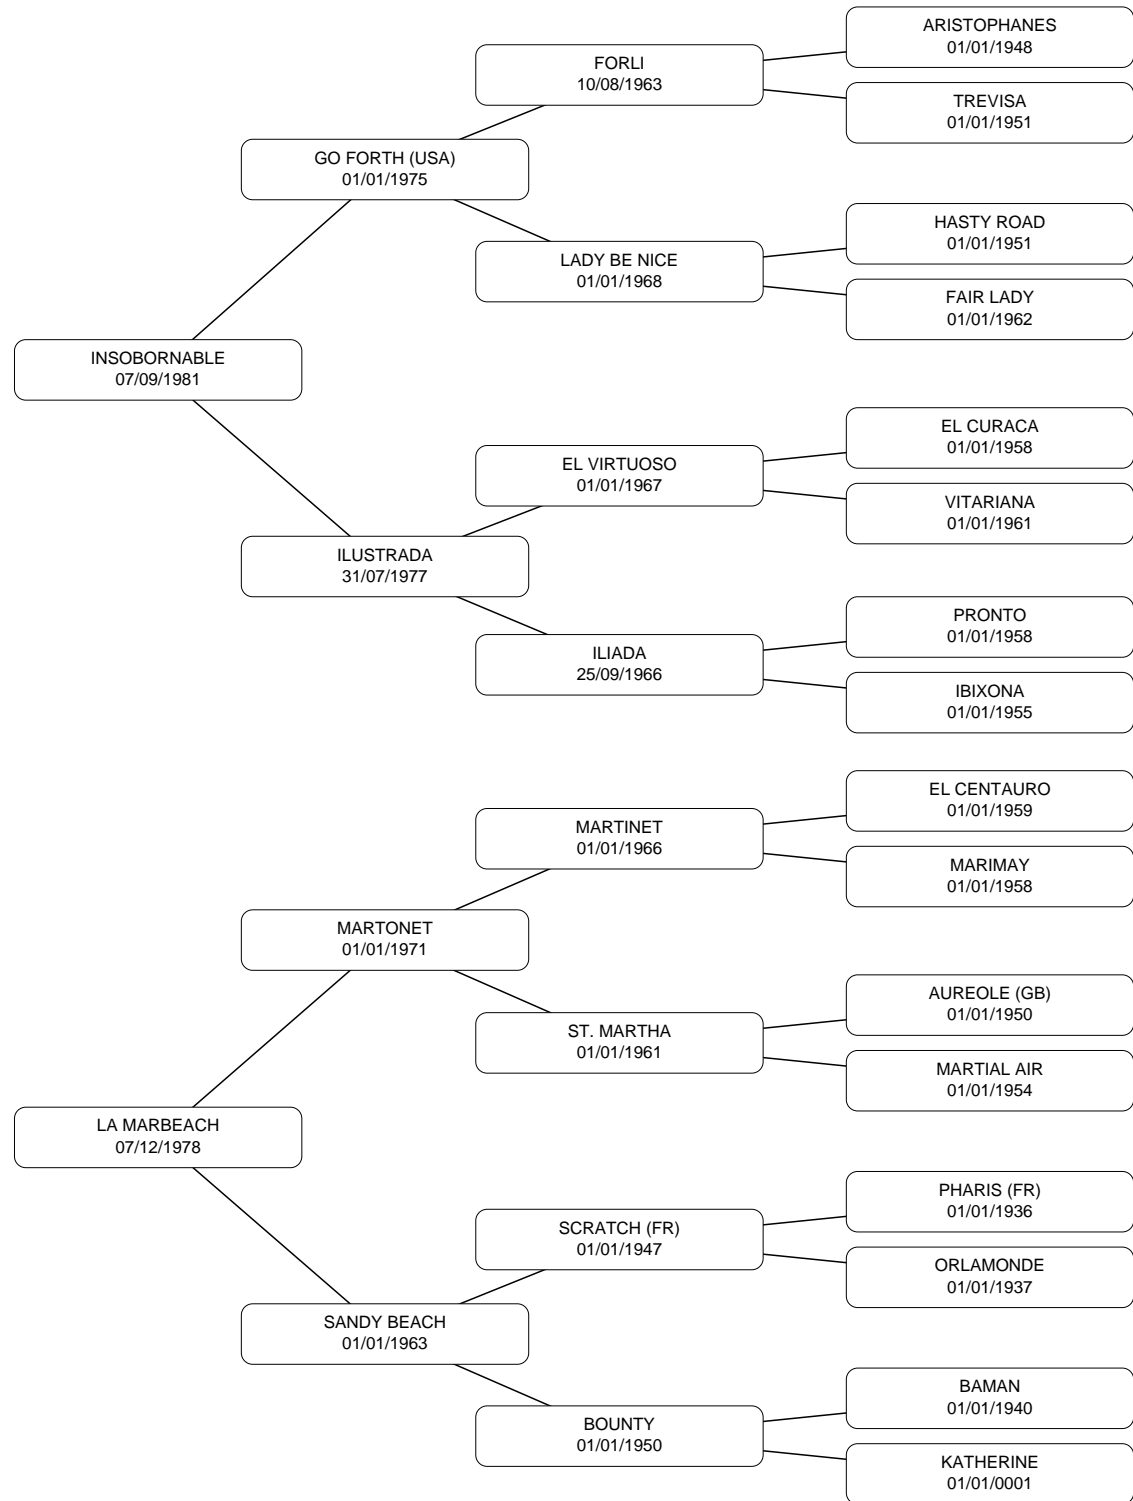 ARISTOPHANES
01/01/1948
FORLI
10/08/1963
TREVISA
01/01/1951
GO FORTH (USA)
01/01/1975
HASTY ROAD
01/01/1951
LADY BE NICE
01/01/1968
FAIR LADY
01/01/1962
INSOBORNABLE
07/09/1981
EL CURACA
01/01/1958
EL VIRTUOSO
01/01/1967
VITARIANA
01/01/1961
ILUSTRADA
31/07/1977
PRONTO
01/01/1958
ILIADA
25/09/1966
IBIXONA
01/01/1955
EL CENTAURO
01/01/1959
MARTINET
01/01/1966
MARIMAY
01/01/1958
MARTONET
01/01/1971
AUREOLE (GB)
01/01/1950
ST. MARTHA
01/01/1961
MARTIAL AIR
01/01/1954
LA MARBEACH
07/12/1978
PHARIS (FR)
01/01/1936
SCRATCH (FR)
01/01/1947
ORLAMONDE
01/01/1937
SANDY BEACH
01/01/1963
BAMAN
01/01/1940
BOUNTY
01/01/1950
KATHERINE
01/01/0001